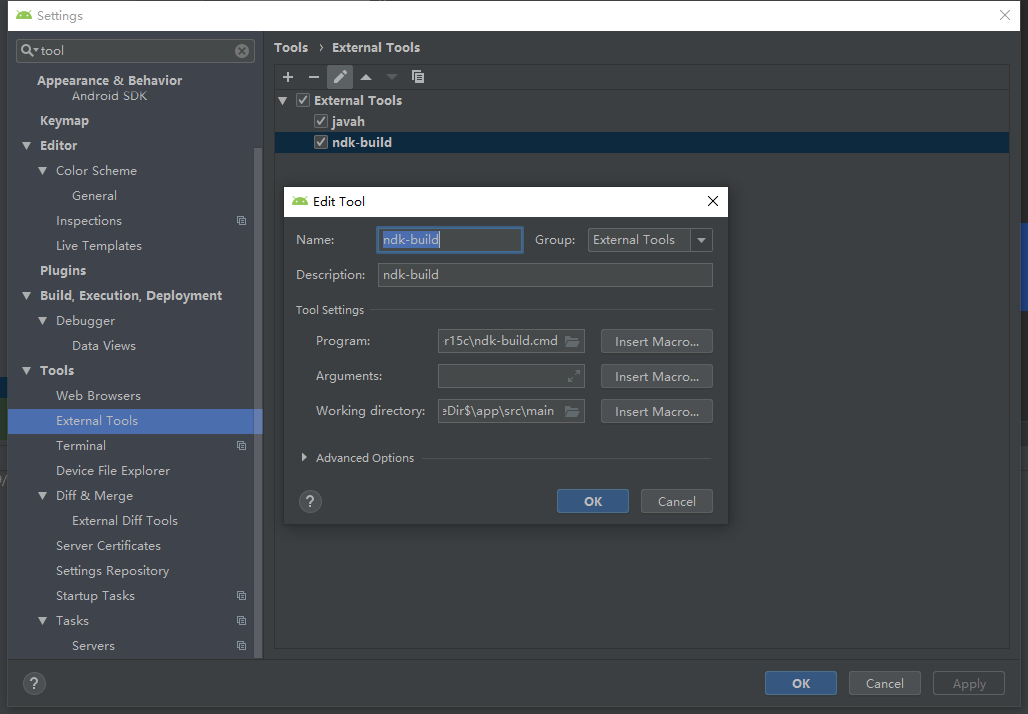 Settings
tool
Appearance & Behavior
Android SDK
Keymap
Editor
Color Scheme
General
Inspections
Live Templates
Plugins
Build, Execution, Deployment
Debugger
Data Views
Tools
Web Browsers
External Tools
Terminal
Device File Explorer
Diff & Merge
External Diff Tools
Server Certificates
Settings Repository
Startup Tasks
Tasks
Servers
Tools › External Tools
External Tools
javah
ndk-build
Edit Tool
Name: ndk-build Group: External Tools
Description: ndk-build
Tool Settings
Program: r15c\ndk-build.cmd Insert Macro...
Arguments: Insert Macro...
Working directory: eDir$\app\src\main Insert Macro...
Advanced Options
? OK Cancel
? OK Cancel Apply